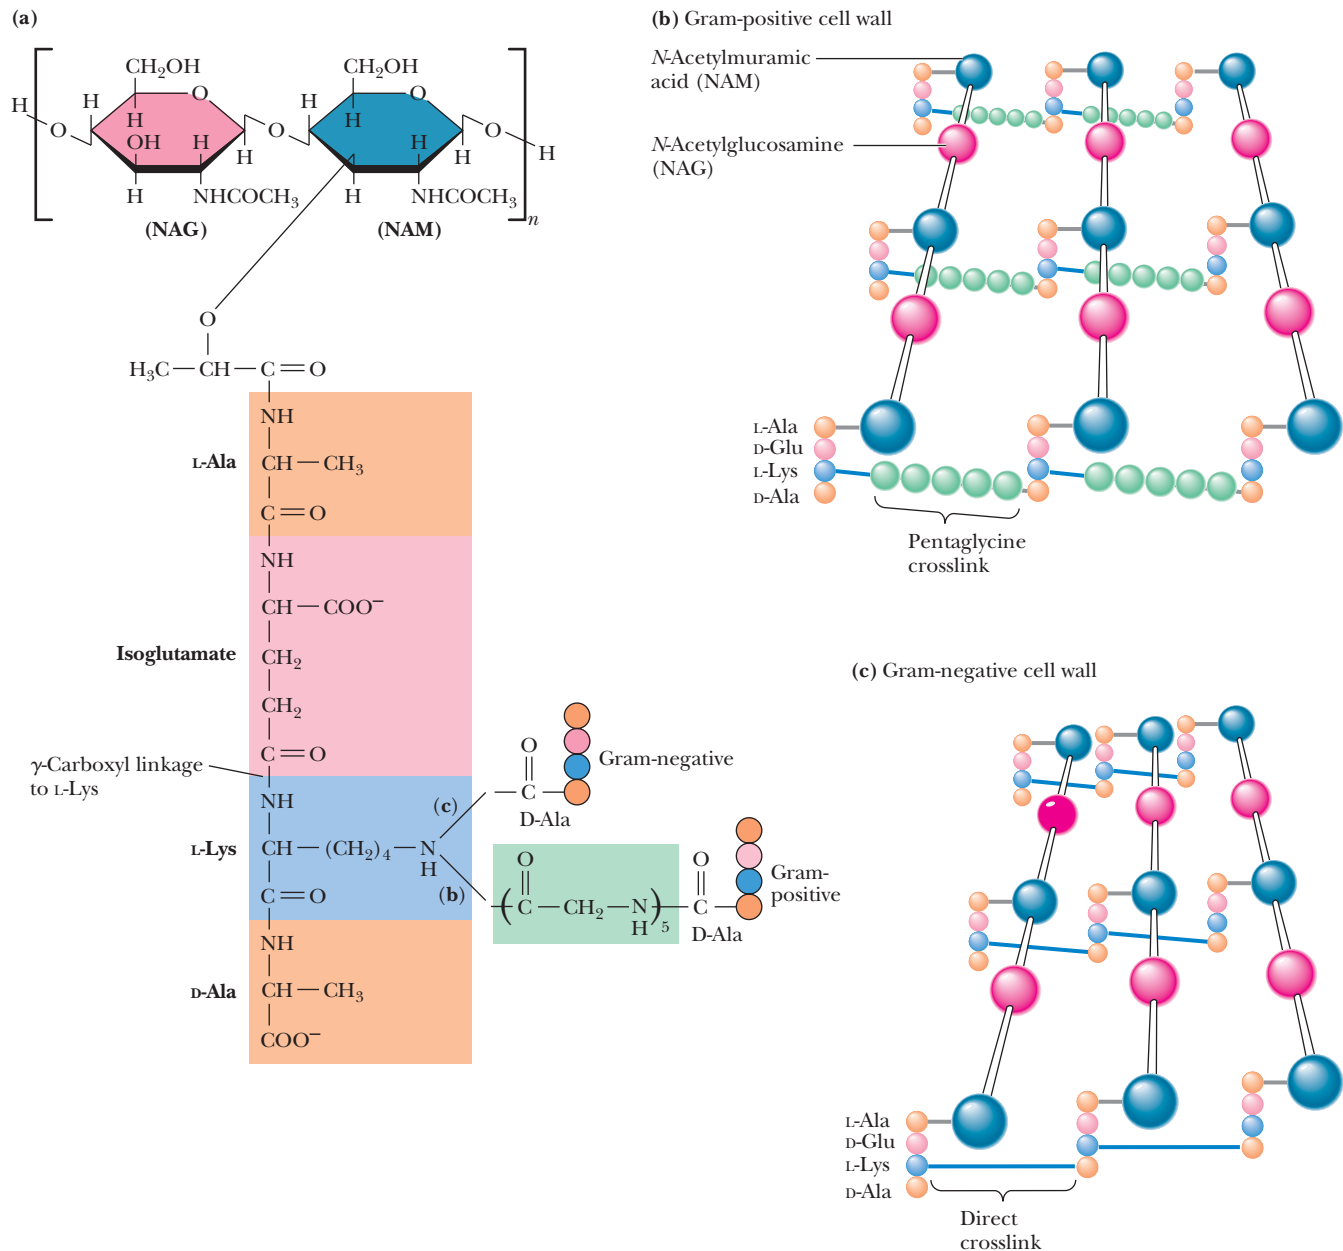 (a)
CH₂OH
CH₂OH
H
O
H
O
H
O
H
O
H
H
OH
H
H
O
H
H
H
NHCOCH₃
H
NHCOCH₃
n
(NAG)
(NAM)
O
H₃C—CH—C=O
NH
L-Ala
CH—CH₃
C=O
NH
CH—COO⁻
Isoglutamate
CH₂
CH₂
C=O
γ-Carboxyl linkage
to L-Lys
NH
L-Lys
CH—(CH₂)₄—N
H
C=O
NH
D-Ala
CH—CH₃
COO⁻
(c)
O
C
D-Ala
Gram-negative
(b)
O
(C—CH₂—N)₅
H
O
C
D-Ala
Gram-
positive
(b) Gram-positive cell wall
N-Acetylmuramic
acid (NAM)
N-Acetylglucosamine
(NAG)
L-Ala
D-Glu
L-Lys
D-Ala
Pentaglycine
crosslink
(c) Gram-negative cell wall
L-Ala
D-Glu
L-Lys
D-Ala
Direct
crosslink